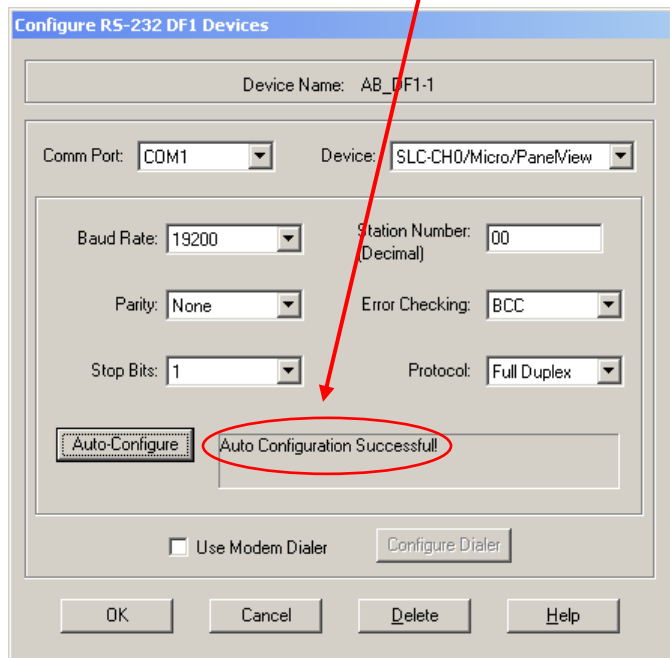 Configure RS-232 DF1 Devices
Device Name: AB_DF1-1
Comm Port: COM1 Device: SLC-CH0/Micro/PanelView
Baud Rate: 19200 Station Number: 00
(Decimal)
Parity: None Error Checking: BCC
Stop Bits: 1 Protocol: Full Duplex
Auto-Configure Auto Configuration Successful!
Use Modem Dialer Configure Dialer
OK Cancel Delete Help